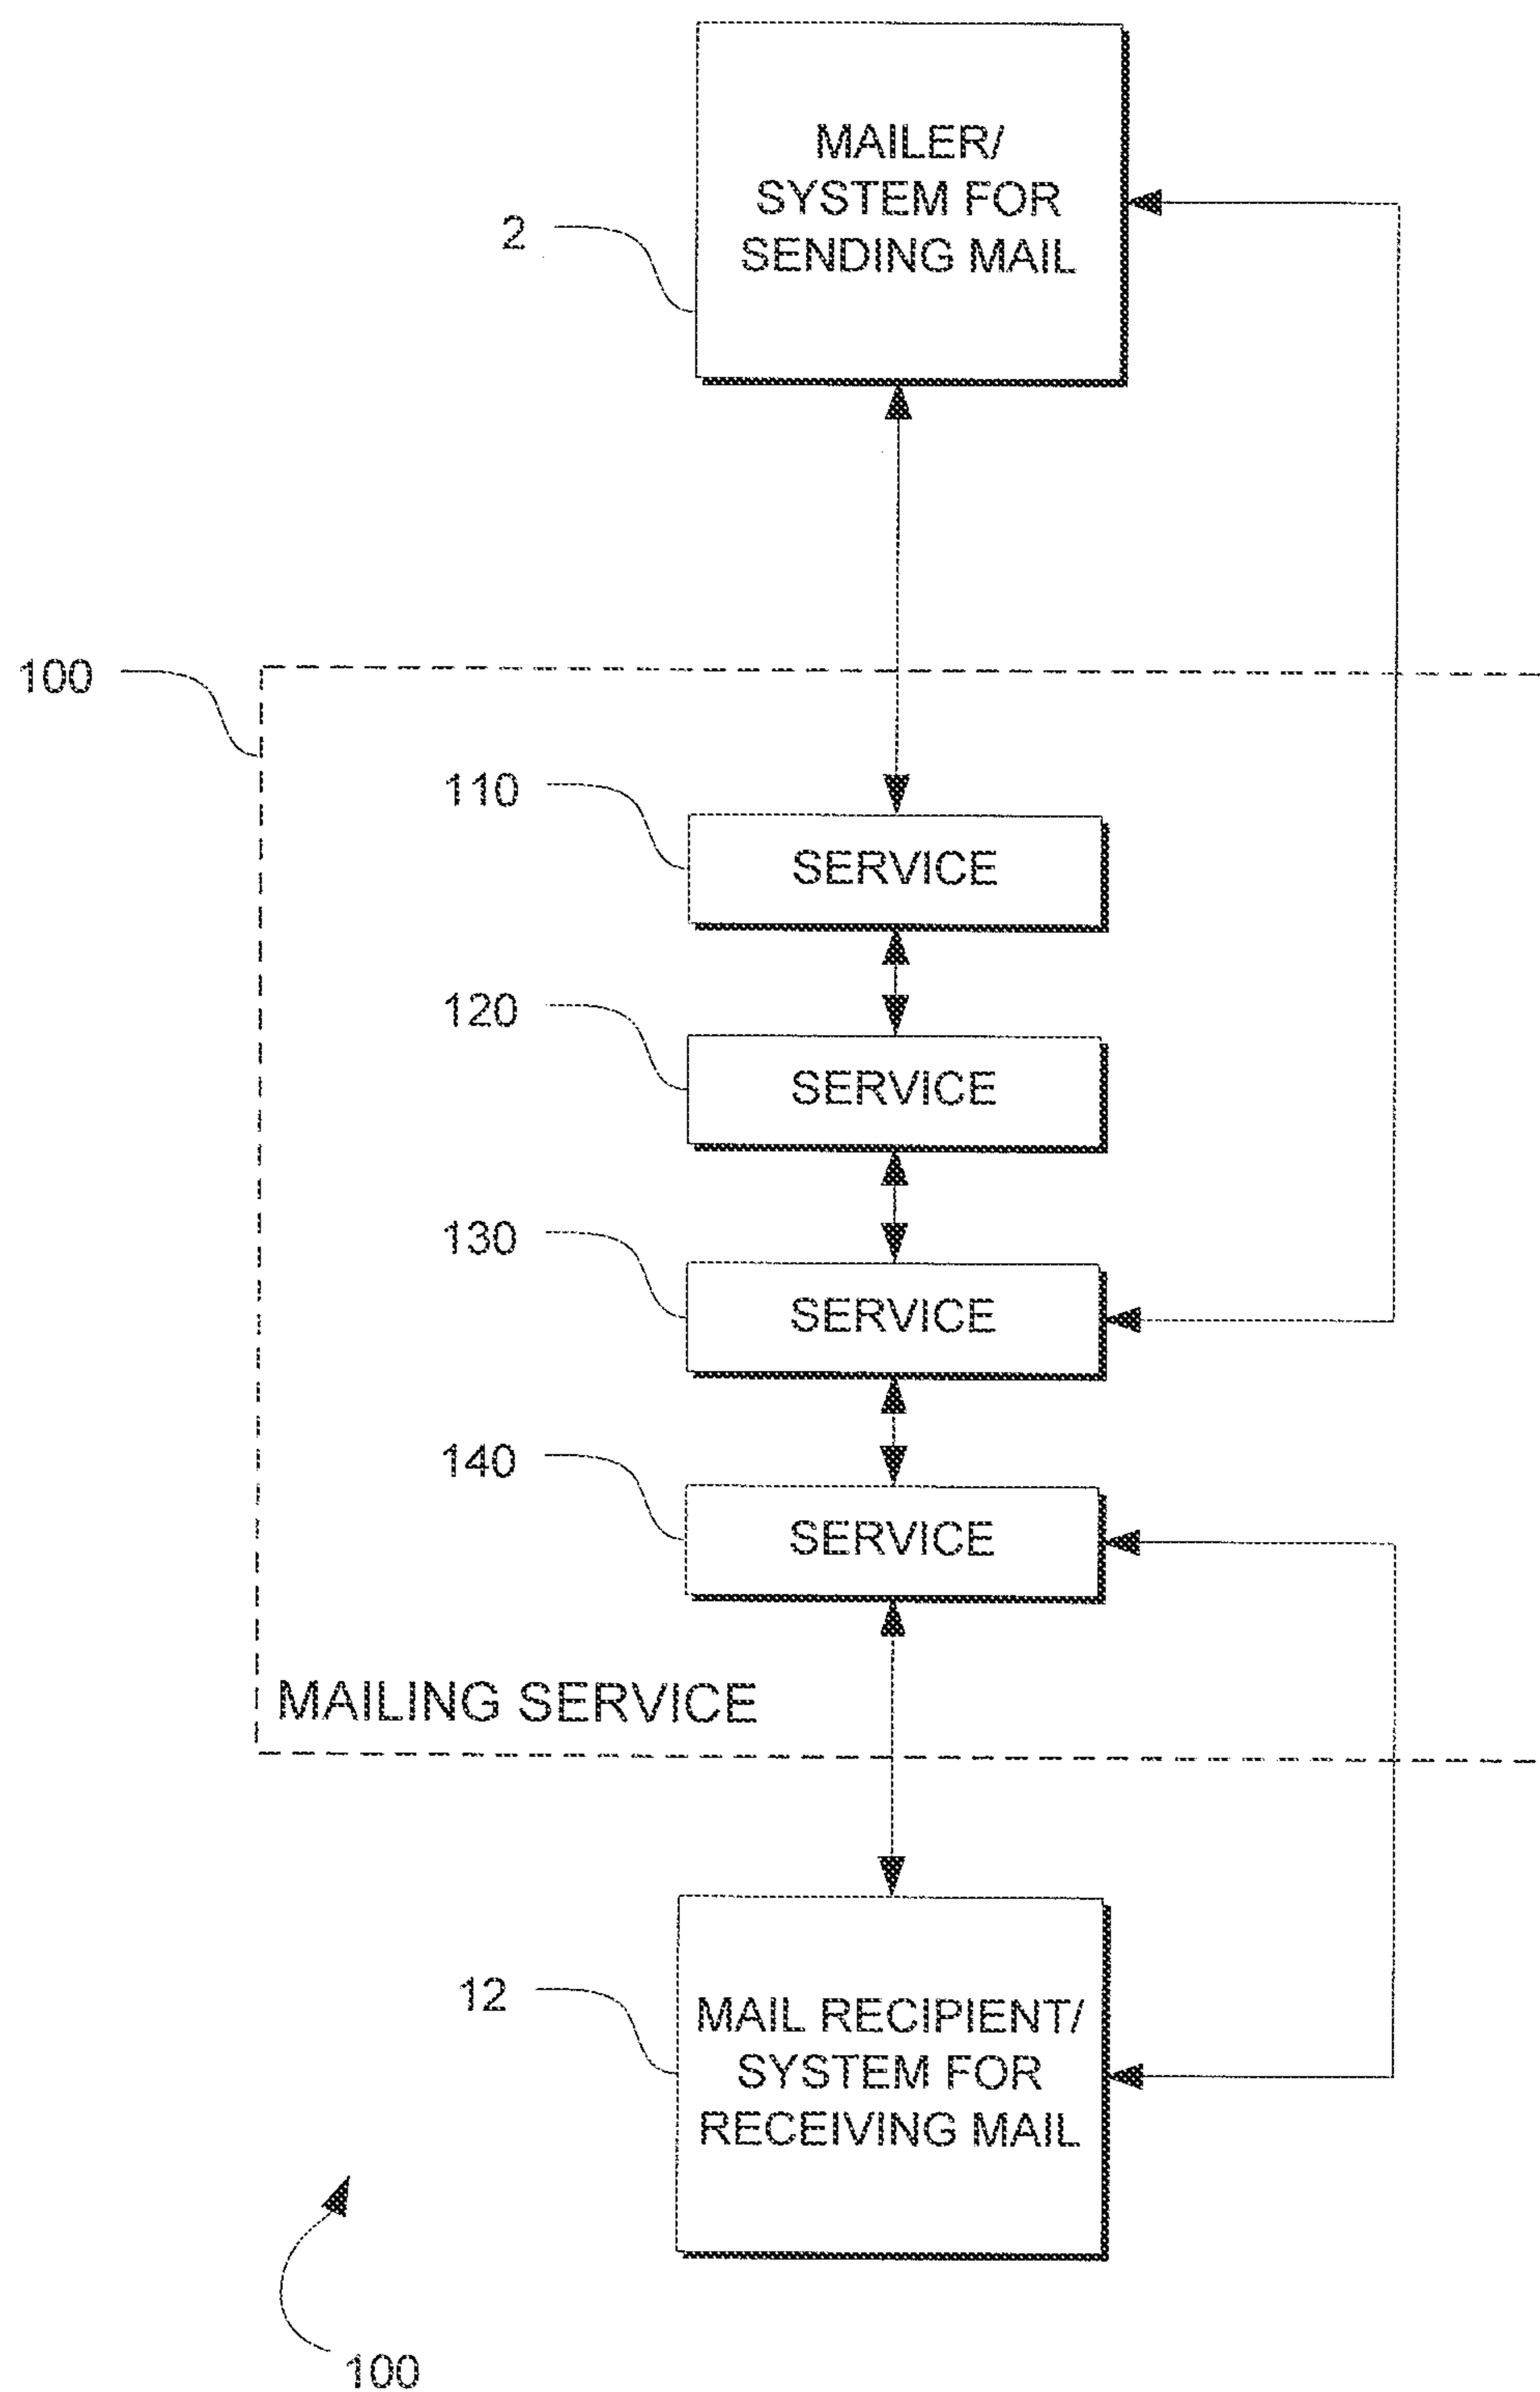 MAILER/
SYSTEM FOR
SENDING MAIL
2
100
110
SERVICE
120
SERVICE
130
SERVICE
140
SERVICE
MAILING SERVICE
12
MAIL RECIPIENT/
SYSTEM FOR
RECEIVING MAIL
100